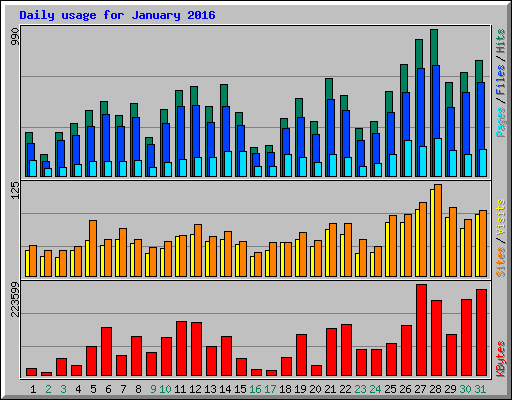 Daily usage for January 2016
990
Pages / Files / Hits
125
Sites / Visits
223599
KBytes
1 2 3 4 5 6 7 8 9 10 11 12 13 14 15 16 17 18 19 20 21 22 23 24 25 26 27 28 29 30 31